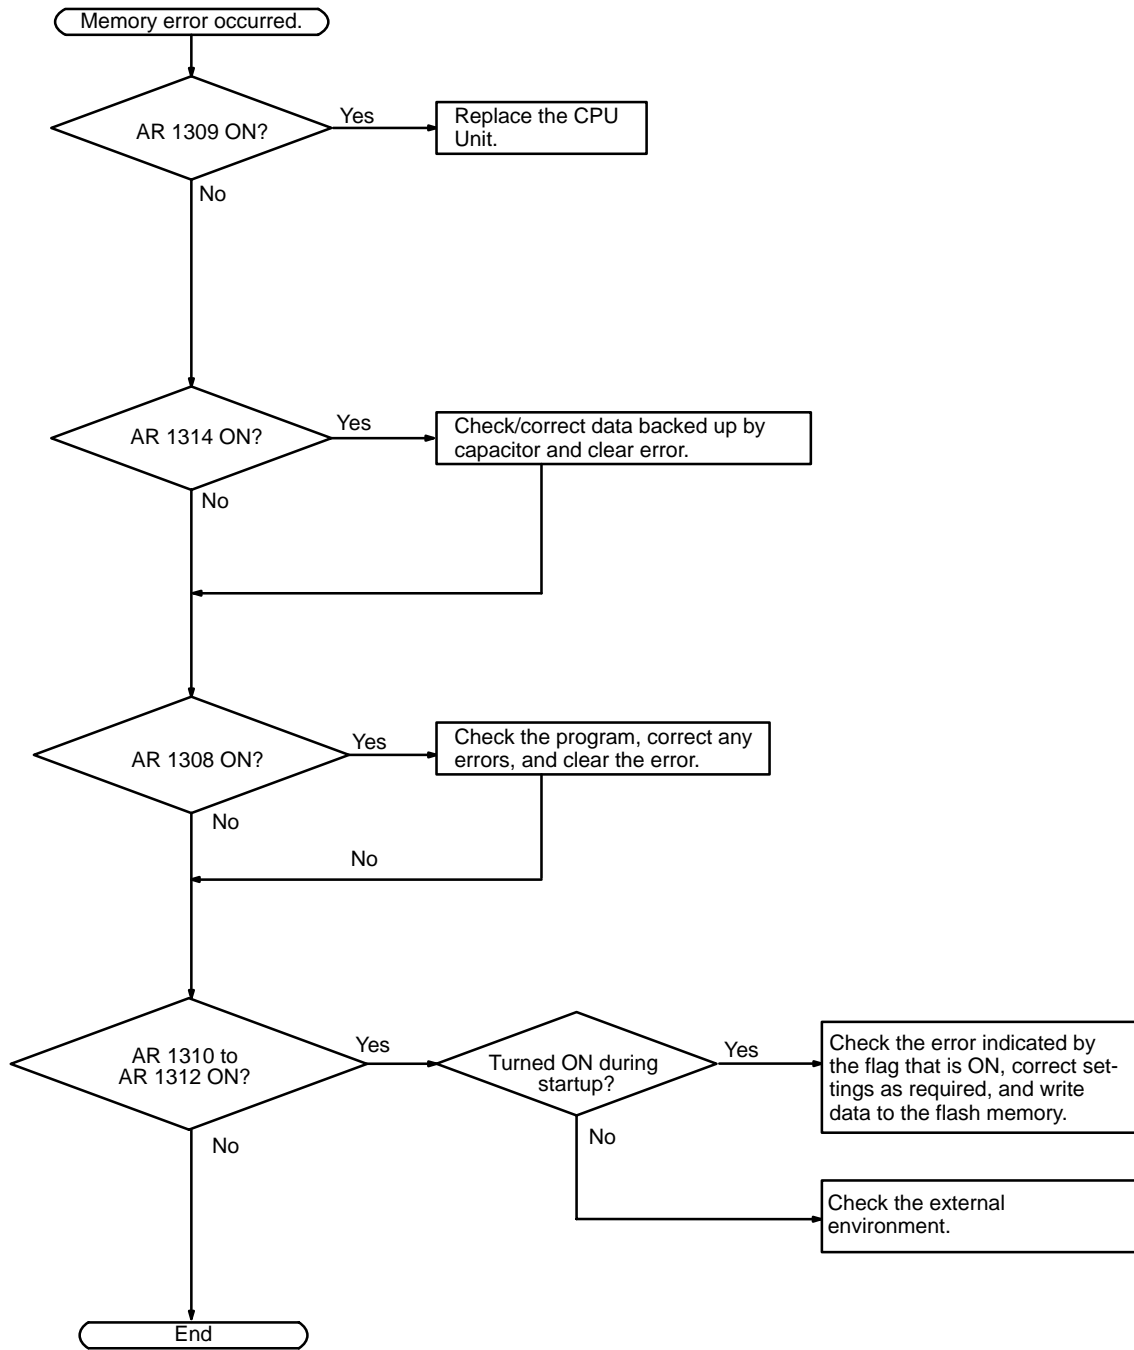 Memory error occurred.
AR 1309 ON?
Yes
Replace the CPU
Unit.
No
AR 1314 ON?
Yes
Check/correct data backed up by
capacitor and clear error.
No
AR 1308 ON?
Yes
Check the program, correct any
errors, and clear the error.
No
No
AR 1310 to
AR 1312 ON?
Yes
Turned ON during
startup?
Yes
Check the error indicated by
the flag that is ON, correct set-
tings as required, and write
data to the flash memory.
No
No
Check the external
environment.
End